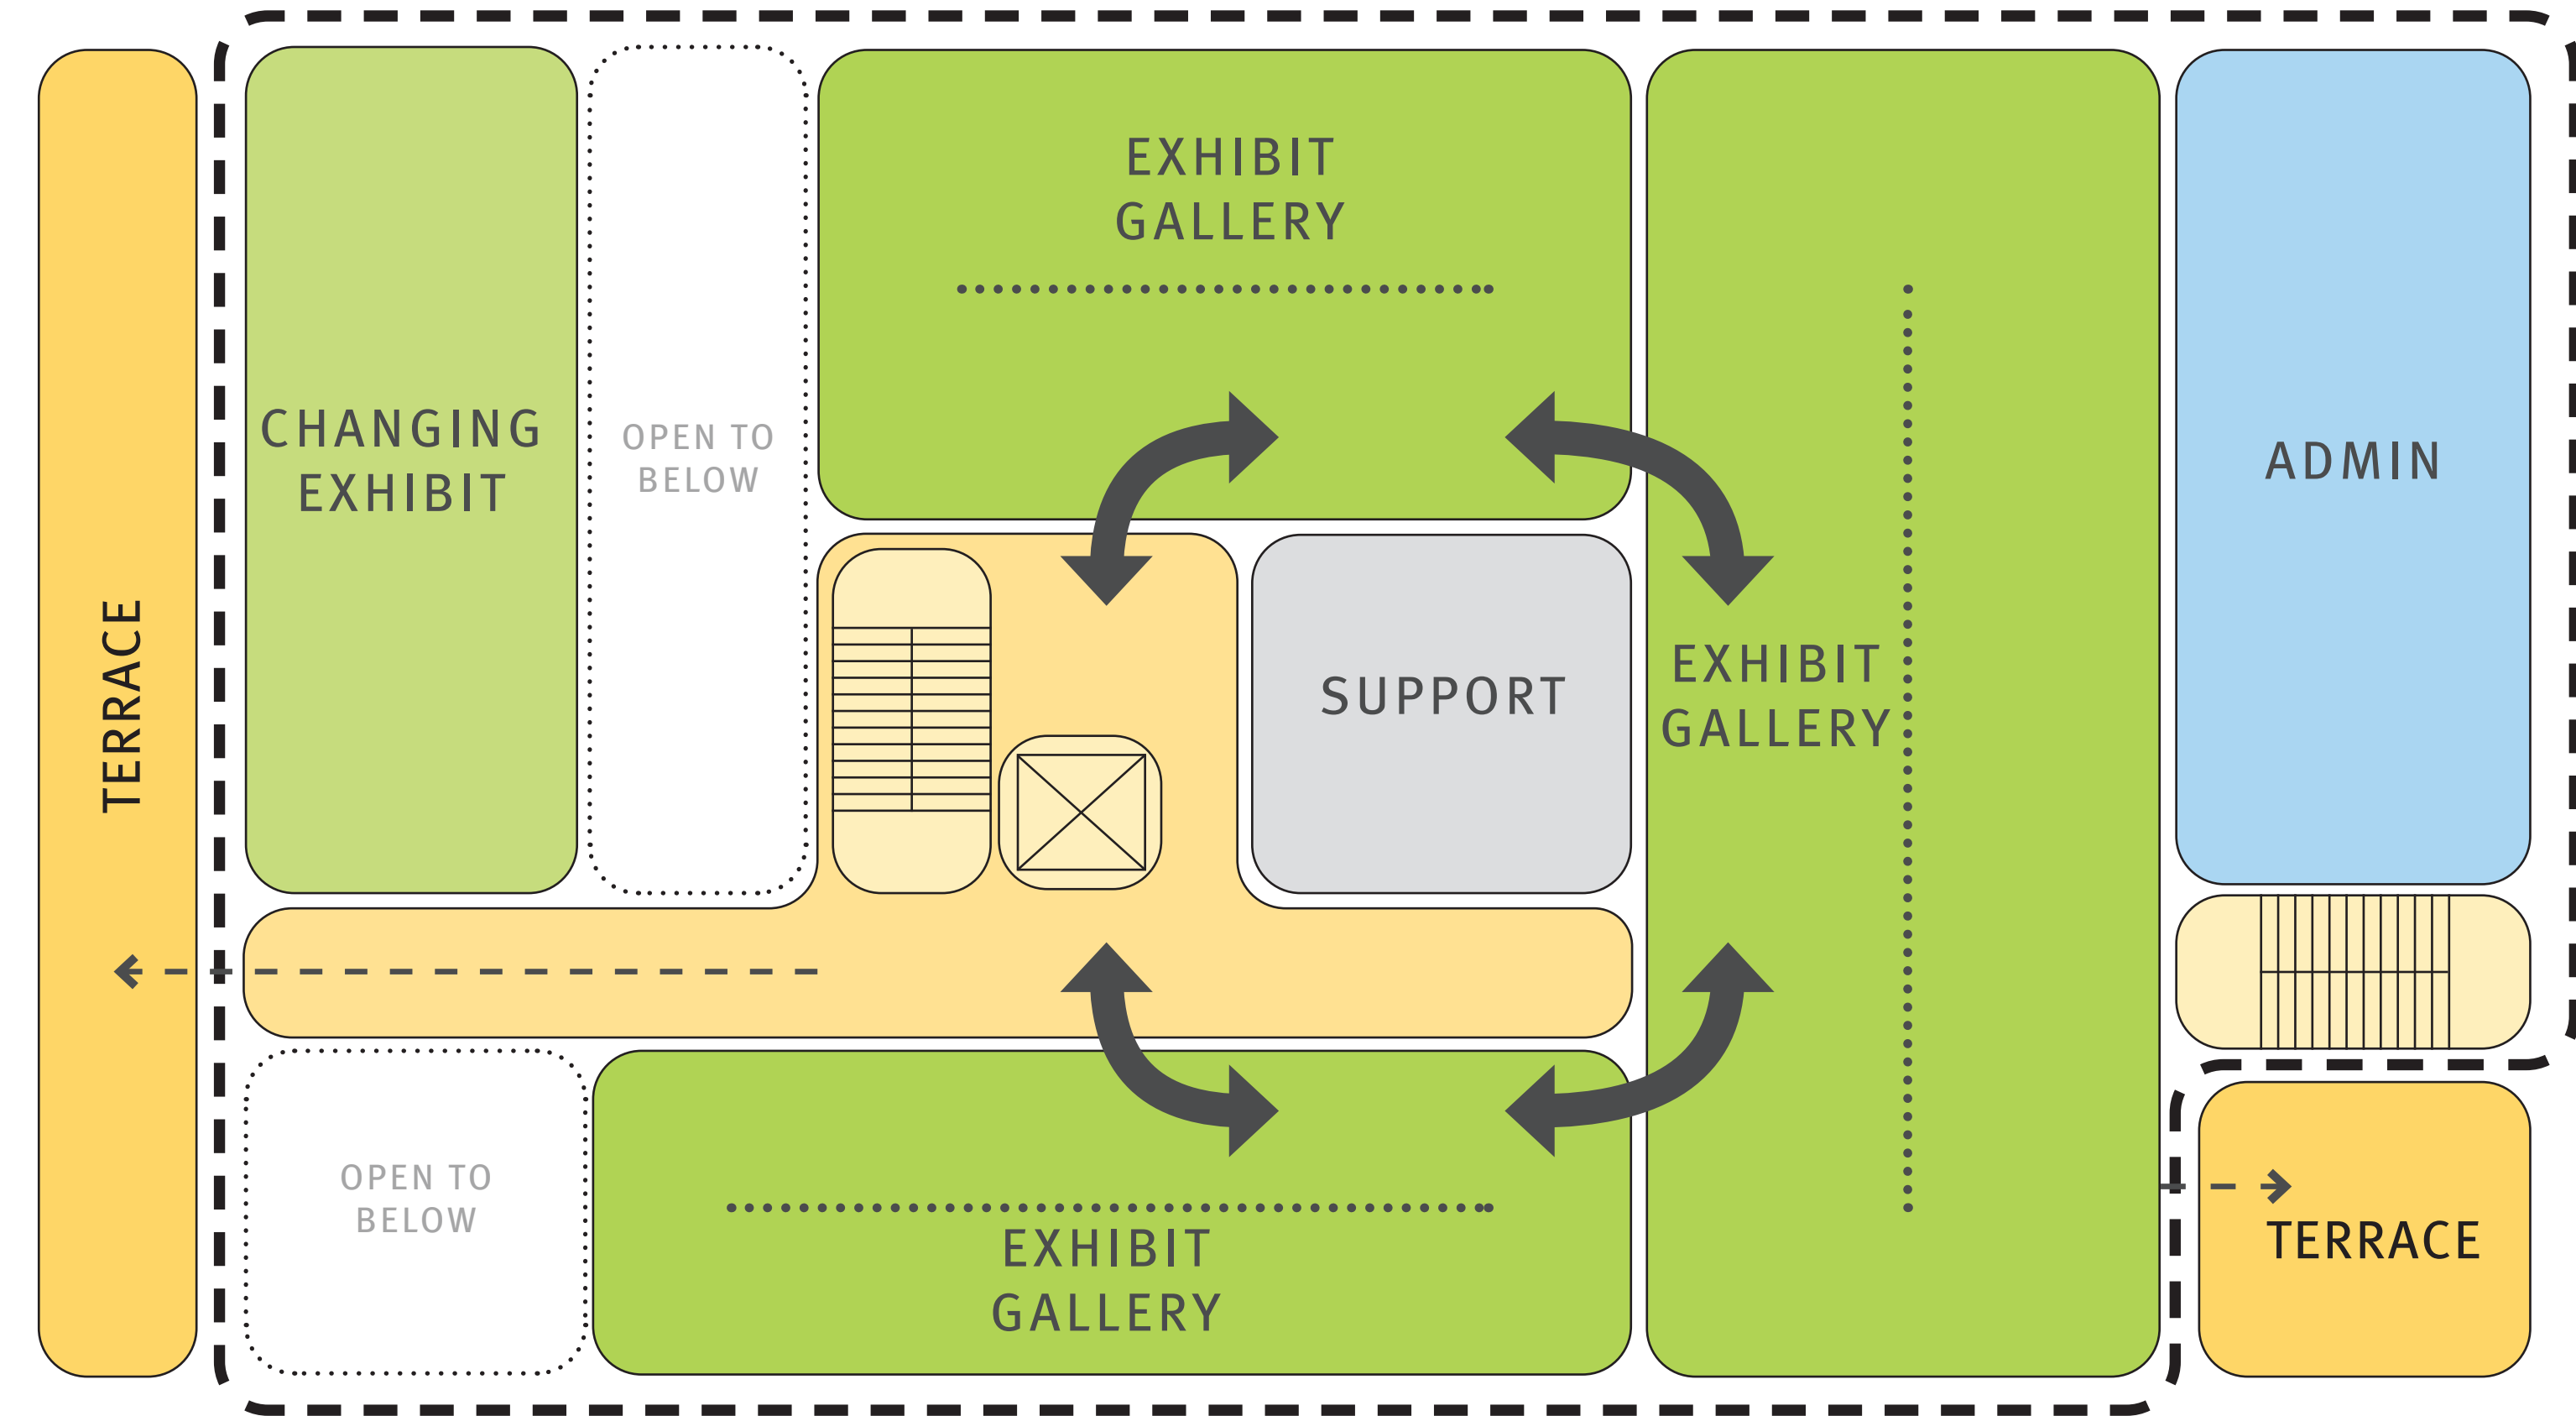 EXHIBIT
GALLERY
CHANGING
EXHIBIT
OPEN TO
BELOW
ADMIN
TERRACE
SUPPORT
EXHIBIT
GALLERY
OPEN TO
BELOW
EXHIBIT
GALLERY
TERRACE